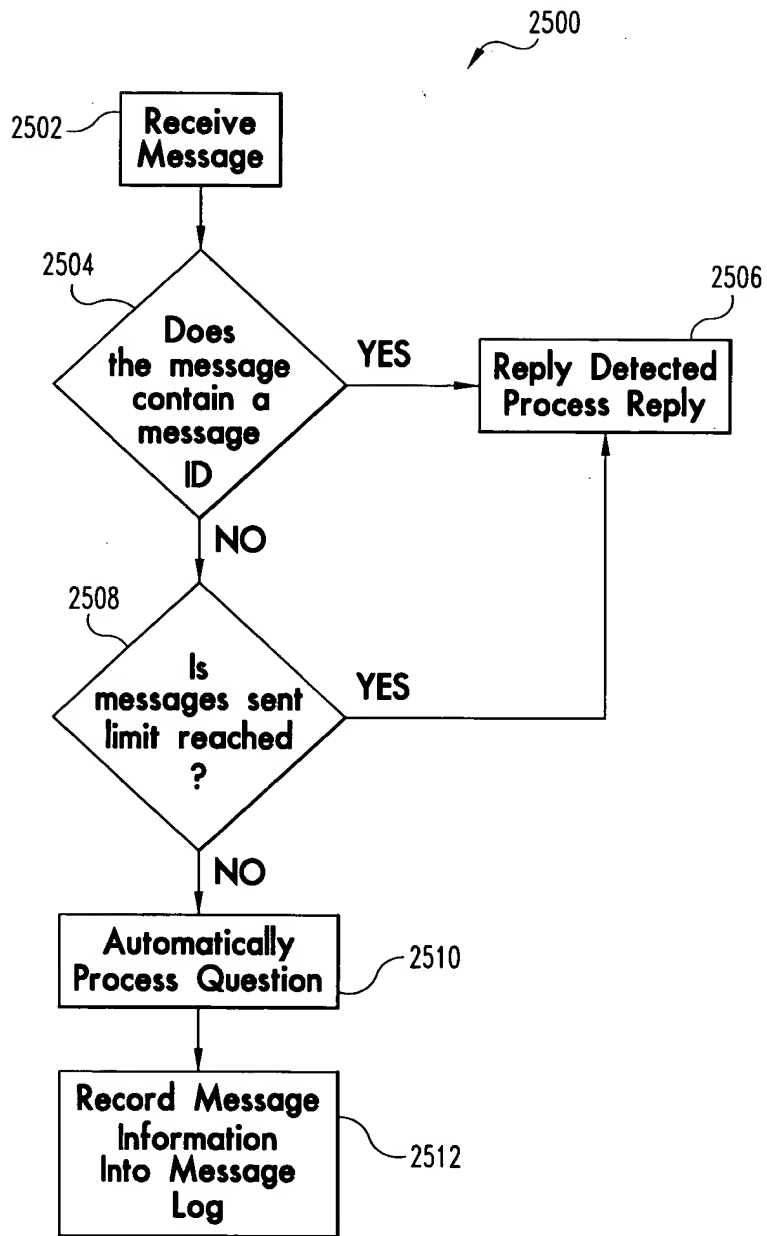 2500
2502
Receive
Message
2504
Does
the message
contain a
message
ID
YES
2506
Reply Detected
Process Reply
NO
2508
Is
messages sent
limit reached
?
YES
NO
Automatically
Process Question
2510
Record Message
Information
Into Message
Log
2512